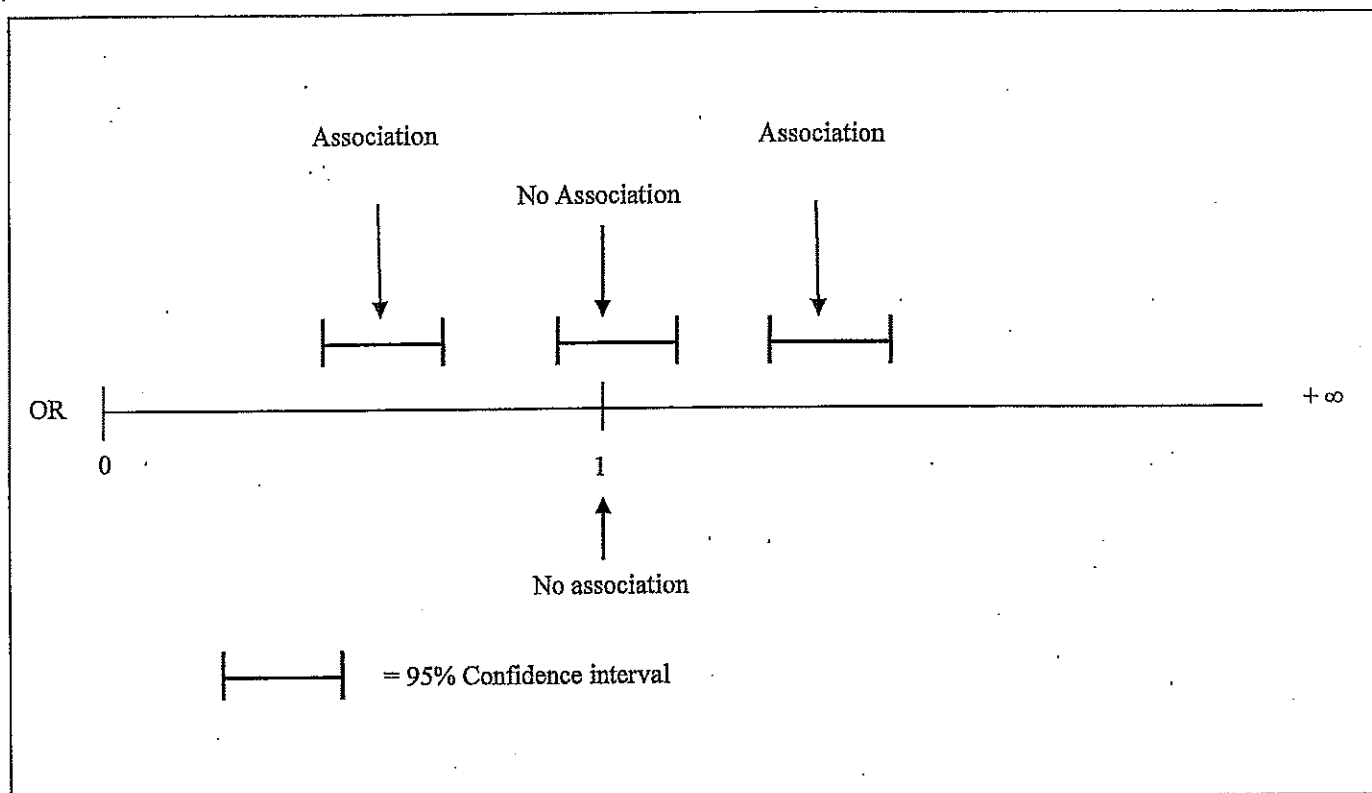 Association
Association
No Association
OR
+ ∞
0
1
No association
= 95% Confidence interval